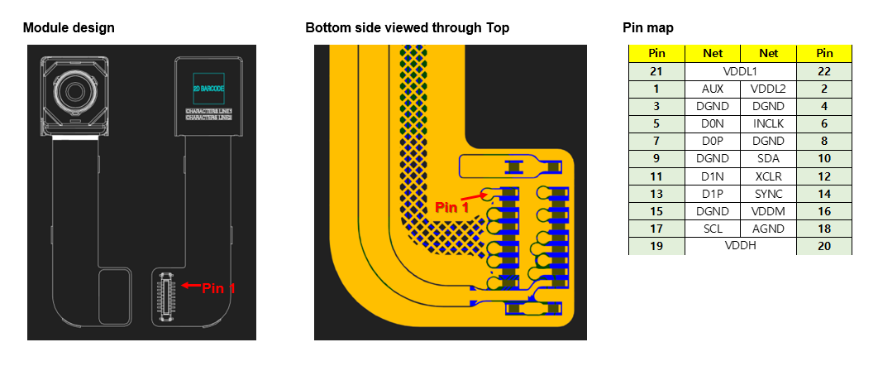 Module design
Bottom side viewed through Top
Pin map
2D BARCODE
CHARACTERS LINE1
CHARACTERS LINE2
Pin 1
Pin 1
Pin Net Net Pin
21 VDDL1 22
1 AUX VDDL2 2
3 DGND DGND 4
5 D0N INCLK 6
7 D0P DGND 8
9 DGND SDA 10
11 D1N XCLR 12
13 D1P SYNC 14
15 DGND VDDM 16
17 SCL AGND 18
19 VDDH 20